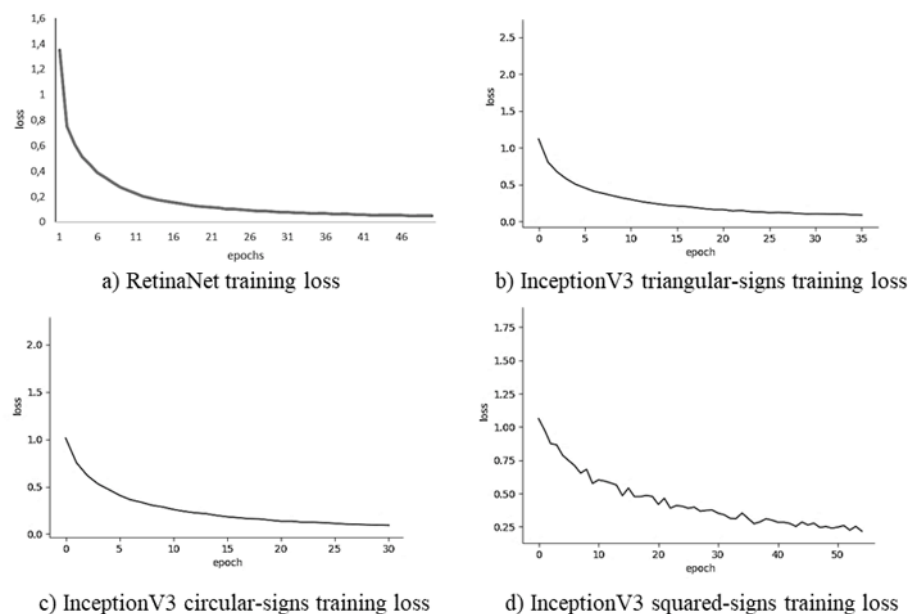 1,6
1,4
1,2
1
0,8
0,6
0,4
0,2
0
loss
1 6 11 16 21 26 31 36 41 46
epochs
a) RetinaNet training loss
2.5
2.0
1.5
1.0
0.5
0.0
loss
0 5 10 15 20 25 30 35
epoch
b) InceptionV3 triangular-signs training loss
2.0
1.5
1.0
0.5
0.0
loss
0 5 10 15 20 25 30
epoch
c) InceptionV3 circular-signs training loss
1.75
1.50
1.25
1.00
0.75
0.50
0.25
loss
0 10 20 30 40 50
epoch
d) InceptionV3 squared-signs training loss